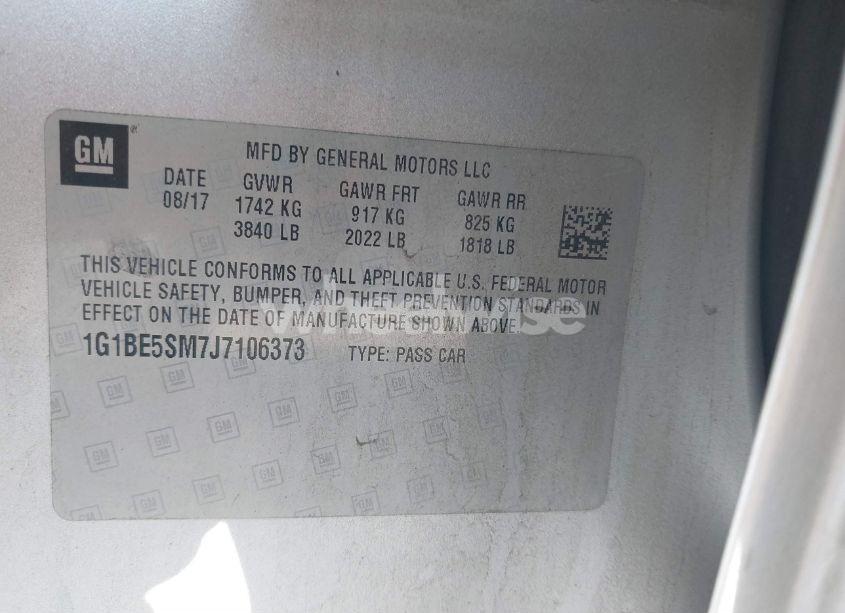 GM
MFD BY GENERAL MOTORS LLC
DATE GVWR GAWR FRT GAWR RR
08/17 1742 KG 917 KG 825 KG
3840 LB 2022 LB 1818 LB
THIS VEHICLE CONFORMS TO ALL APPLICABLE U.S. FEDERAL MOTOR
VEHICLE SAFETY, BUMPER, AND THEFT PREVENTION STANDARDS IN
EFFECT ON THE DATE OF MANUFACTURE SHOWN ABOVE.
1G1BE5SM7J7106373 TYPE: PASS CAR